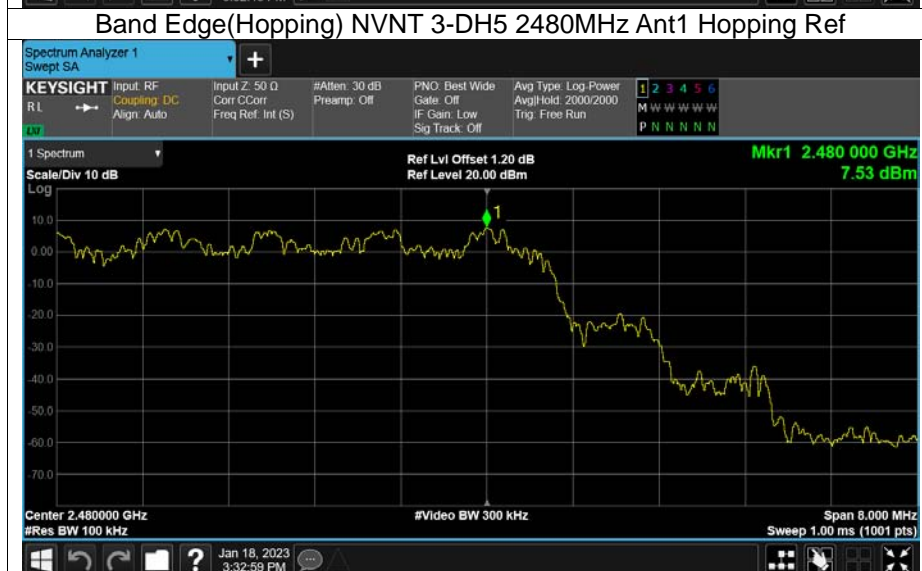 Band Edge(Hopping) NVNT 3-DH5 2480MHz Ant1 Hopping Ref
Spectrum Analyzer 1
Swept SA
+
KEYSIGHT
R L
Input: RF
Coupling: DC
Align: Auto
Input Z: 50 Ω
Corr CCorr
Freq Ref: Int (S)
#Atten: 30 dB
Preamp: Off
PNO: Best Wide
Gate: Off
IF Gain: Low
Sig Track: Off
Avg Type: Log-Power
Avg|Hold: 2000/2000
Trig: Free Run
1 2 3 4 5 6
M W W W W W
P N N N N N
LXI
1 Spectrum
Scale/Div 10 dB
Log
Ref Lvl Offset 1.20 dB
Ref Level 20.00 dBm
Mkr1 2.480 000 GHz
7.53 dBm
1
10.0
0.00
-10.0
-20.0
-30.0
-40.0
-50.0
-60.0
-70.0
Center 2.480000 GHz
#Res BW 100 kHz
#Video BW 300 kHz
Span 8.000 MHz
Sweep 1.00 ms (1001 pts)
?
Jan 18, 2023
3:32:59 PM